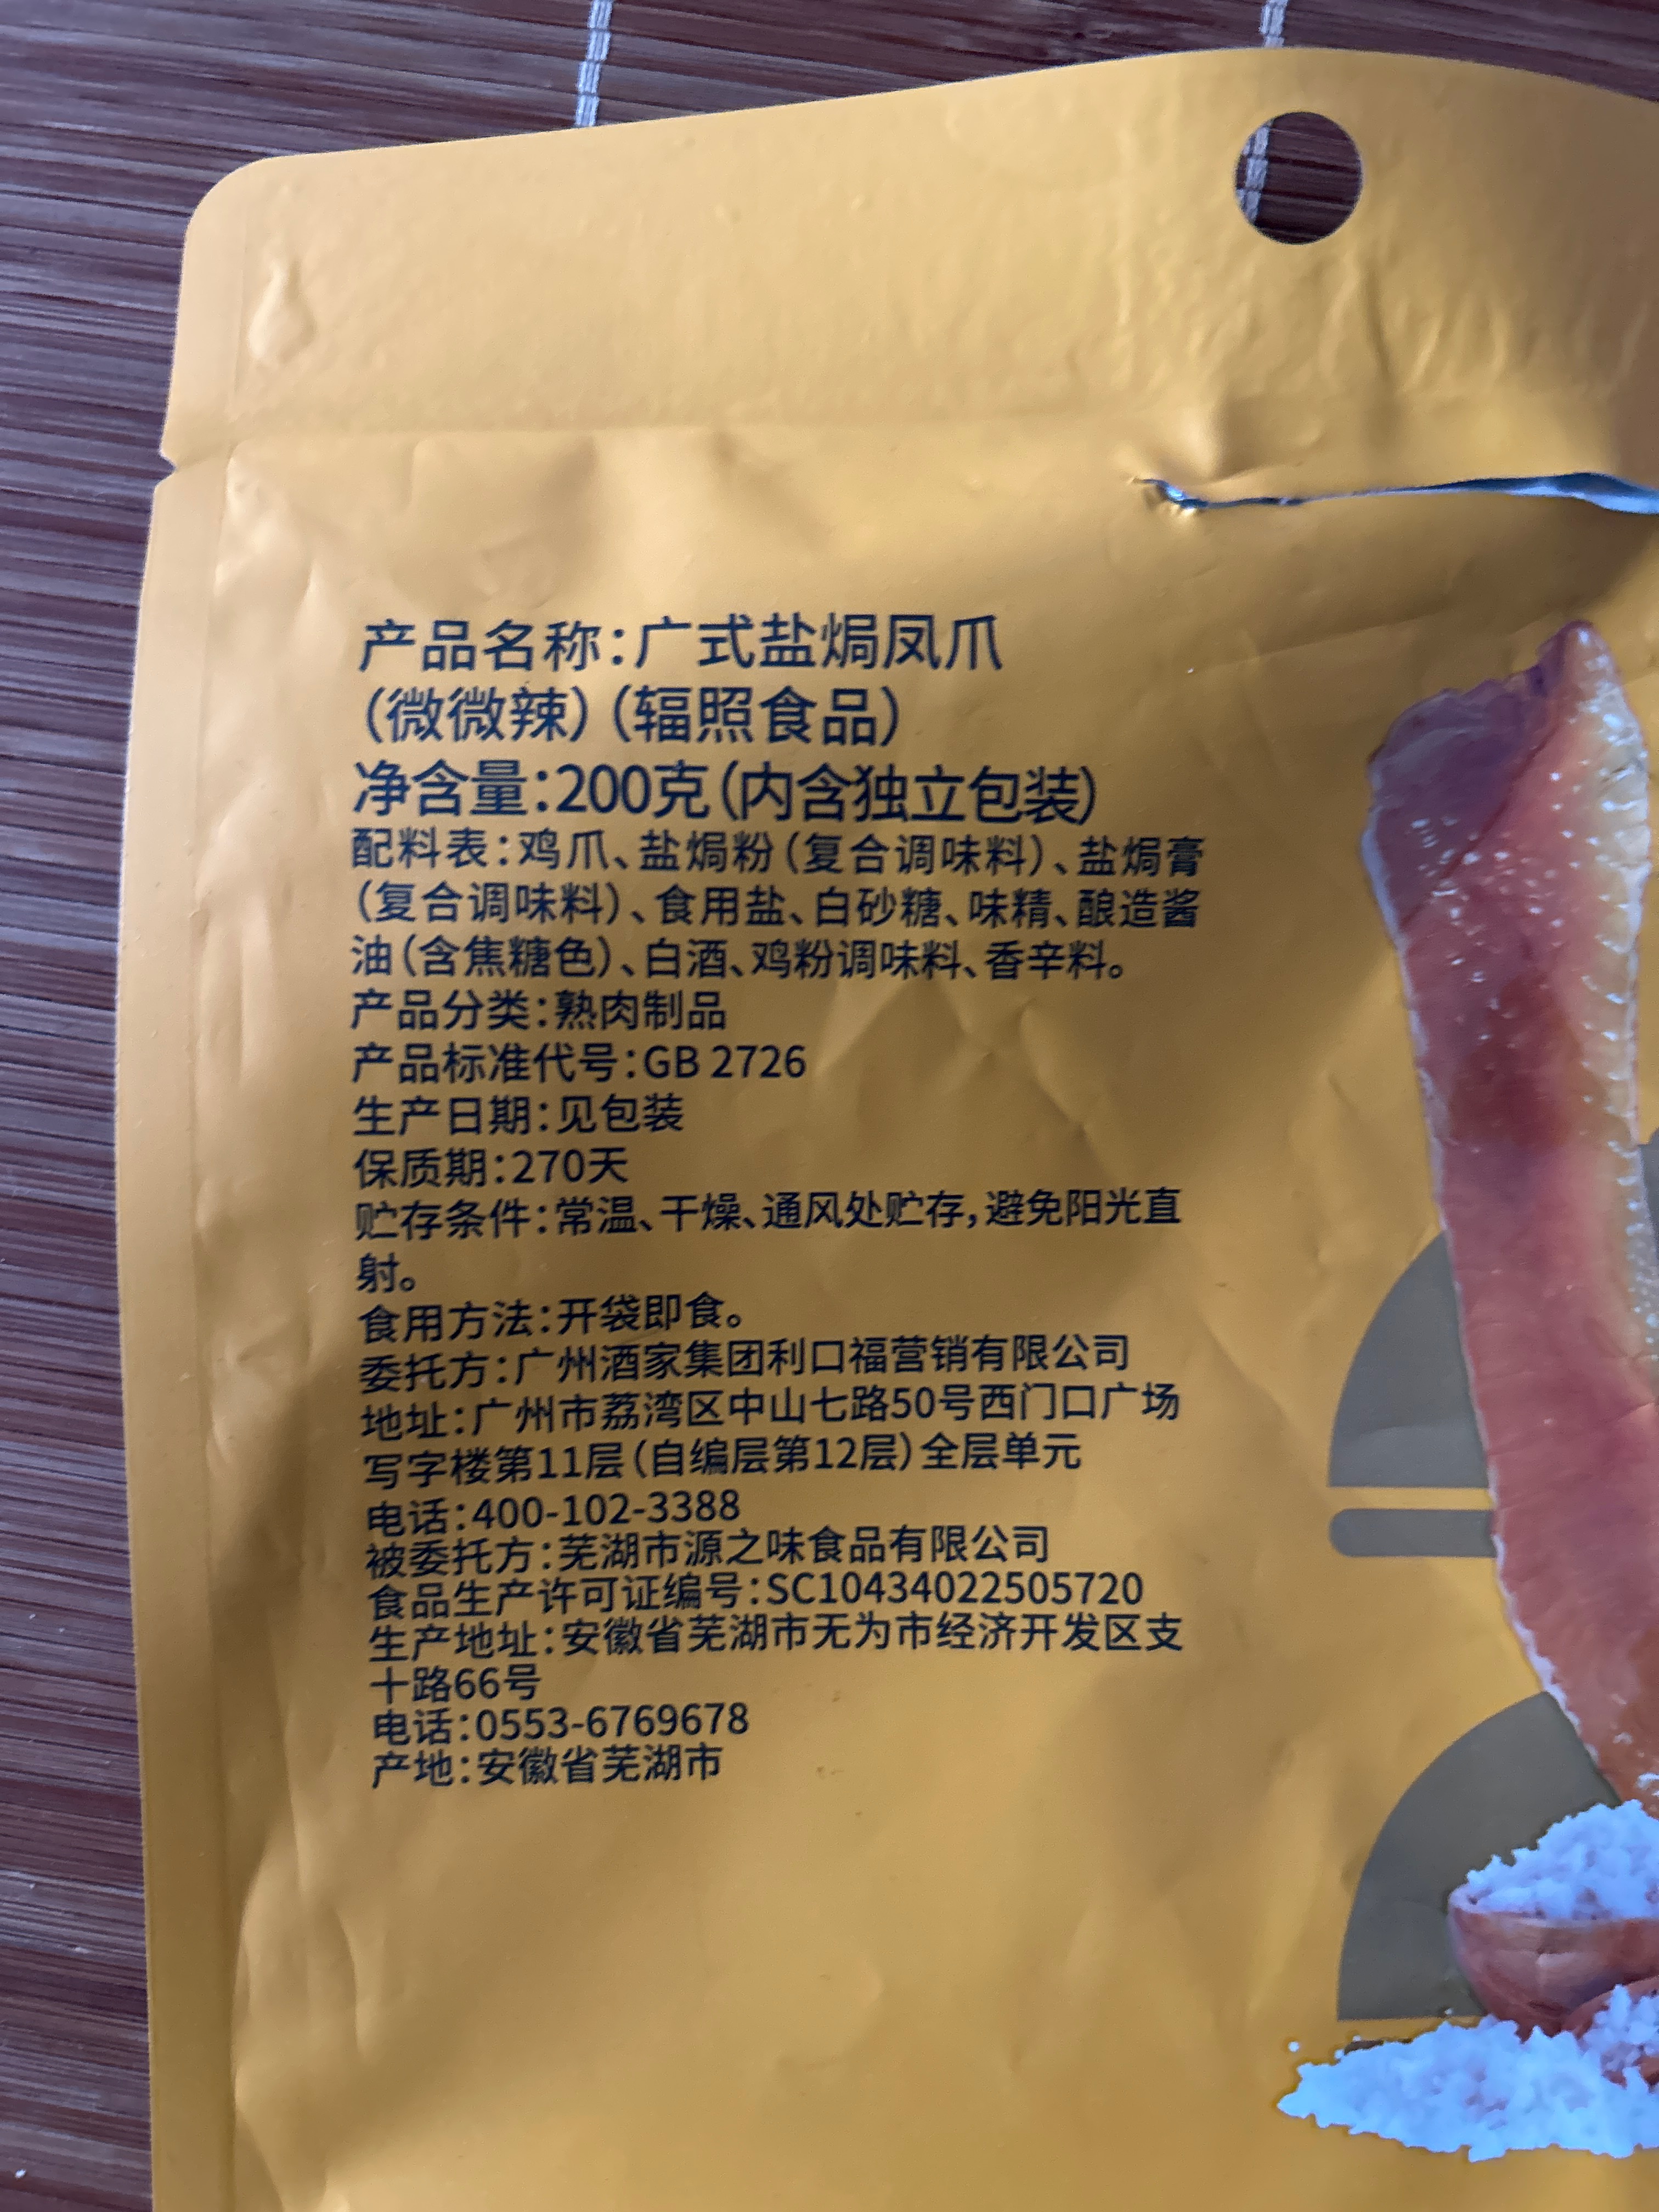 产品名称：广式盐焗凤爪
（微微辣）（辐照食品）
净含量：200克（内含独立包装）
配料表：鸡爪、盐焗粉（复合调味料）、盐焗膏
（复合调味料）、食用盐、白砂糖、味精、酿造酱
油（含焦糖色）、白酒、鸡粉调味料、香辛料。
产品分类：熟肉制品
产品标准代号：GB 2726
生产日期：见包装
保质期：270天
贮存条件：常温、干燥、通风处贮存，避免阳光直
射。
食用方法：开袋即食。
委托方：广州酒家集团利口福营销有限公司
地址：广州市荔湾区中山七路50号西门口广场
写字楼第11层（自编层第12层）全层单元
电话：400-102-3388
被委托方：芜湖市源之味食品有限公司
食品生产许可证编号：SC10434022505720
生产地址：安徽省芜湖市无为市经济开发区支
十路66号
电话：0553-6769678
产地：安徽省芜湖市